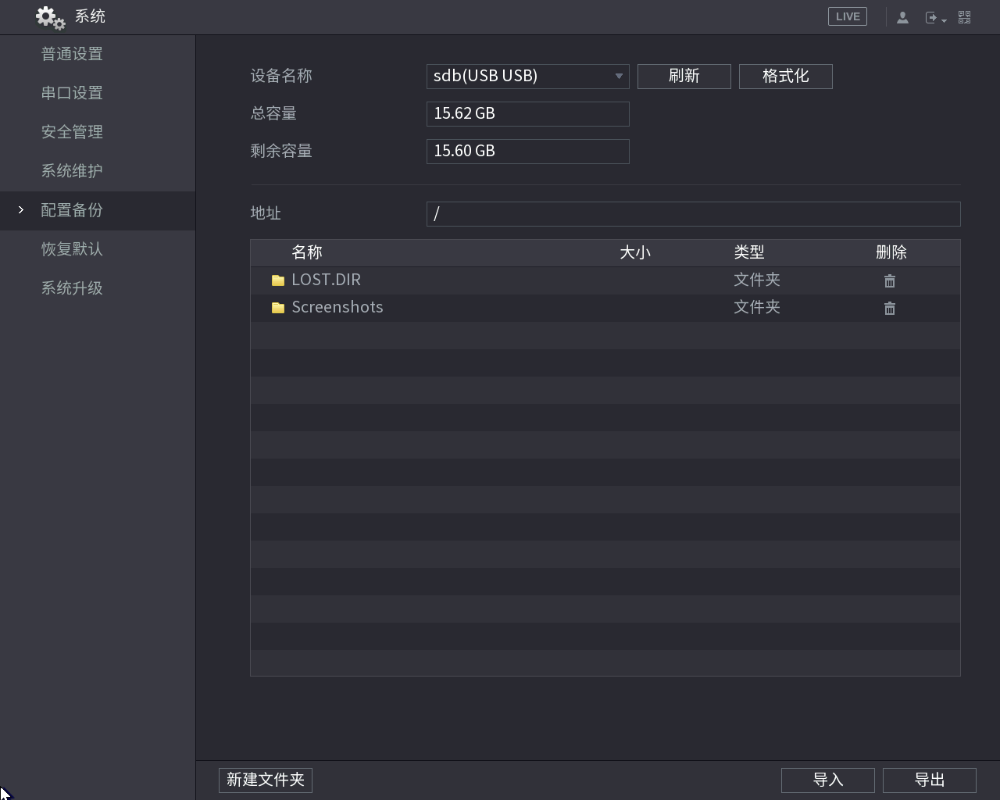 系统
LIVE
普通设置
串口设置
安全管理
系统维护
配置备份
恢复默认
系统升级
设备名称 sdb(USB USB) 刷新 格式化
总容量 15.62 GB
剩余容量 15.60 GB
地址 /
名称 大小 类型 删除
LOST.DIR 文件夹
Screenshots 文件夹
新建文件夹 导入 导出